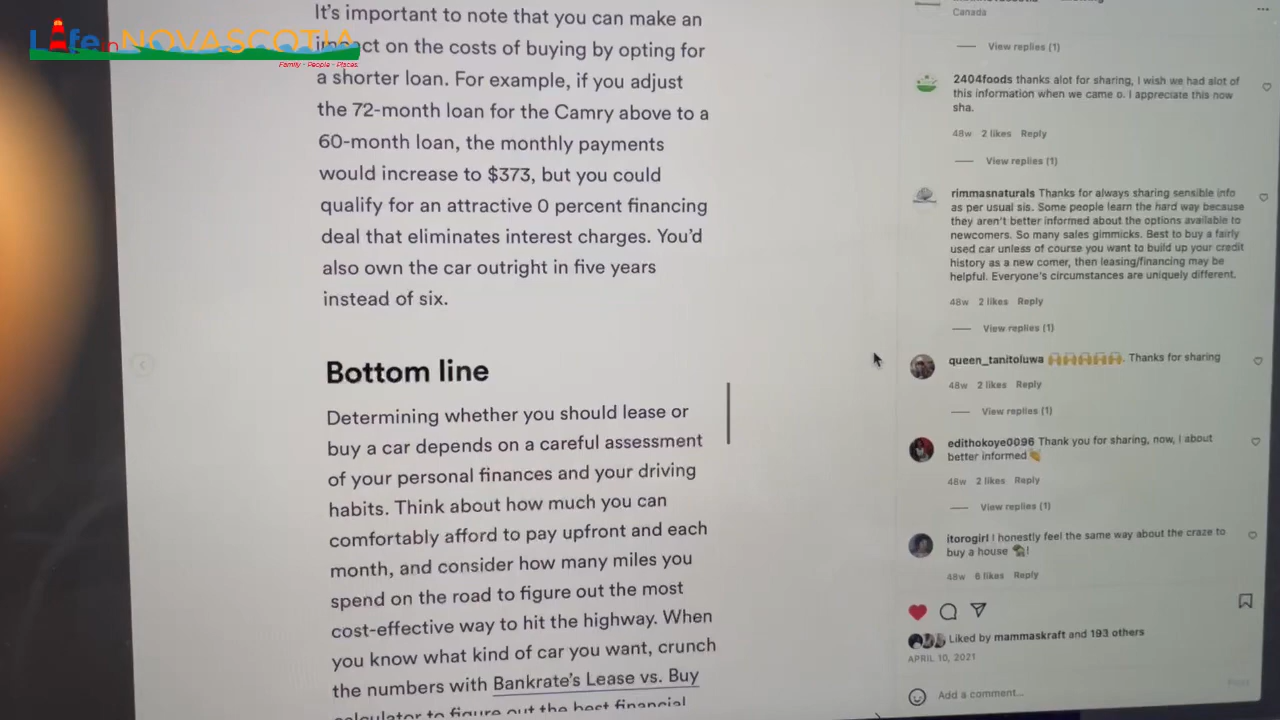 Life in NOVASCOTIA
Family - People - Places
It's important to note that you can make an
impact on the costs of buying by opting for
a shorter loan. For example, if you adjust
the 72-month loan for the Camry above to a
60-month loan, the monthly payments
would increase to $373, but you could
qualify for an attractive 0 percent financing
deal that eliminates interest charges. You'd
also own the car outright in five years
instead of six.
Bottom line
Determining whether you should lease or
buy a car depends on a careful assessment
of your personal finances and your driving
habits. Think about how much you can
comfortably afford to pay upfront and each
month, and consider how many miles you
spend on the road to figure out the most
cost-effective way to hit the highway. When
you know what kind of car you want, crunch
the numbers with Bankrate's Lease vs. Buy
calculator to figure out the best financial
Canada
View replies (1)
2404foods thanks alot for sharing, I wish we had alot of
this information when we came o. I appreciate this now
sha.
48w 2 likes Reply
View replies (1)
rimmasnaturals Thanks for always sharing sensible info
as per usual sis. Some people learn the hard way because
they aren't better informed about the options available to
newcomers. So many sales gimmicks. Best to buy a fairly
used car unless of course you want to build up your credit
history as a new comer, then leasing/financing may be
helpful. Everyone's circumstances are uniquely different.
48w 2 likes Reply
View replies (1)
queen_tanitoluwa 🙌🙌🙌🙌🙌🙌. Thanks for sharing
48w 2 likes Reply
View replies (1)
edithokoye0096 Thank you for sharing, now, I about
better informed 👏
48w 2 likes Reply
View replies (1)
itorogirl I honestly feel the same way about the craze to
buy a house 🏠!
48w 6 likes Reply
Liked by mammaskraft and 193 others
APRIL 10, 2021
Add a comment...
Post